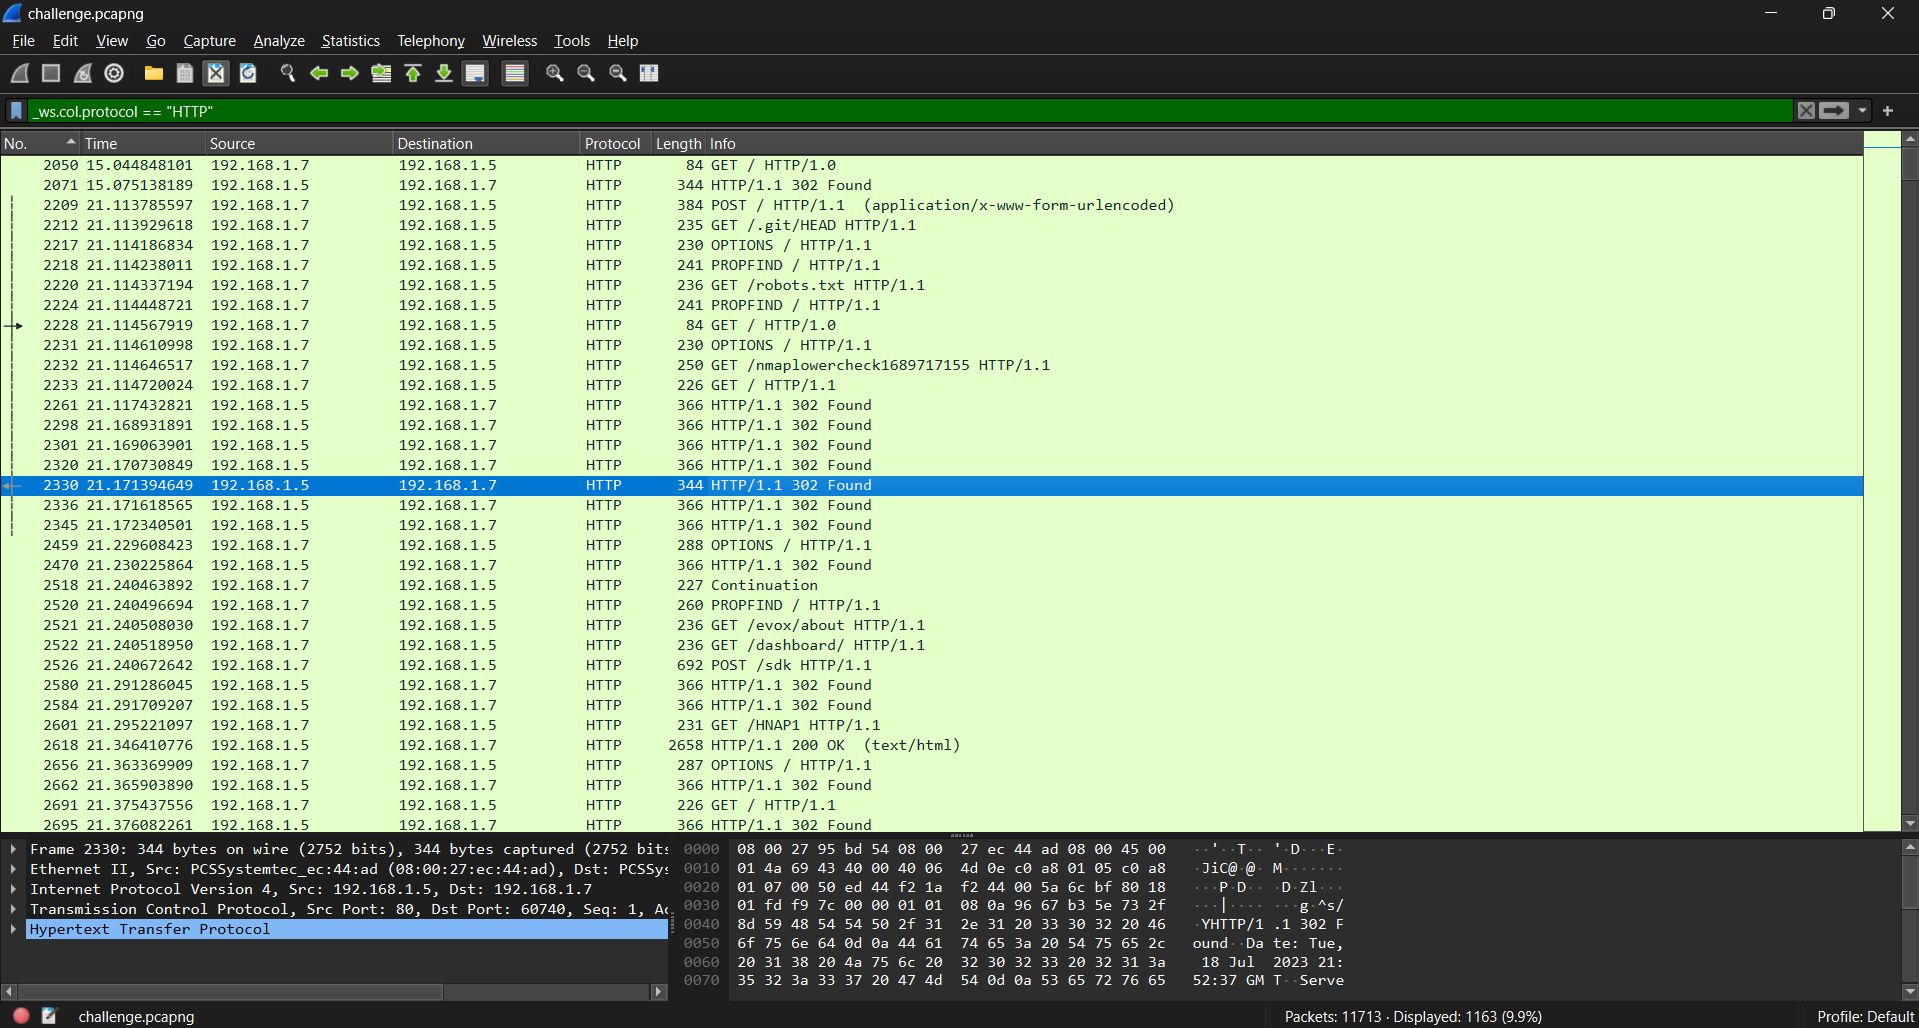 challenge.pcapng
File Edit View Go Capture Analyze Statistics Telephony Wireless Tools Help
_ws.col.protocol == "HTTP"
No. Time Source Destination Protocol Length Info
2050 15.044848101 192.168.1.7 192.168.1.5 HTTP 84 GET / HTTP/1.0
2071 15.075138189 192.168.1.5 192.168.1.7 HTTP 344 HTTP/1.1 302 Found
2209 21.113785597 192.168.1.7 192.168.1.5 HTTP 384 POST / HTTP/1.1 (application/x-www-form-urlencoded)
2212 21.113929618 192.168.1.7 192.168.1.5 HTTP 235 GET /.git/HEAD HTTP/1.1
2217 21.114186834 192.168.1.7 192.168.1.5 HTTP 230 OPTIONS / HTTP/1.1
2218 21.114238011 192.168.1.7 192.168.1.5 HTTP 241 PROPFIND / HTTP/1.1
2220 21.114337194 192.168.1.7 192.168.1.5 HTTP 236 GET /robots.txt HTTP/1.1
2224 21.114448721 192.168.1.7 192.168.1.5 HTTP 241 PROPFIND / HTTP/1.1
2228 21.114567919 192.168.1.7 192.168.1.5 HTTP 84 GET / HTTP/1.0
2231 21.114610998 192.168.1.7 192.168.1.5 HTTP 230 OPTIONS / HTTP/1.1
2232 21.114646517 192.168.1.7 192.168.1.5 HTTP 250 GET /nmaplowercheck1689717155 HTTP/1.1
2233 21.114720024 192.168.1.7 192.168.1.5 HTTP 226 GET / HTTP/1.1
2261 21.117432821 192.168.1.5 192.168.1.7 HTTP 366 HTTP/1.1 302 Found
2298 21.168931891 192.168.1.5 192.168.1.7 HTTP 366 HTTP/1.1 302 Found
2301 21.169063901 192.168.1.5 192.168.1.7 HTTP 366 HTTP/1.1 302 Found
2320 21.170730849 192.168.1.5 192.168.1.7 HTTP 366 HTTP/1.1 302 Found
2330 21.171394649 192.168.1.5 192.168.1.7 HTTP 344 HTTP/1.1 302 Found
2336 21.171618565 192.168.1.5 192.168.1.7 HTTP 366 HTTP/1.1 302 Found
2345 21.172340501 192.168.1.5 192.168.1.7 HTTP 366 HTTP/1.1 302 Found
2459 21.229608423 192.168.1.7 192.168.1.5 HTTP 288 OPTIONS / HTTP/1.1
2470 21.230225864 192.168.1.5 192.168.1.7 HTTP 366 HTTP/1.1 302 Found
2518 21.240463892 192.168.1.7 192.168.1.5 HTTP 227 Continuation
2520 21.240496694 192.168.1.7 192.168.1.5 HTTP 260 PROPFIND / HTTP/1.1
2521 21.240508030 192.168.1.7 192.168.1.5 HTTP 236 GET /evox/about HTTP/1.1
2522 21.240518950 192.168.1.7 192.168.1.5 HTTP 236 GET /dashboard/ HTTP/1.1
2526 21.240672642 192.168.1.7 192.168.1.5 HTTP 692 POST /sdk HTTP/1.1
2580 21.291286045 192.168.1.5 192.168.1.7 HTTP 366 HTTP/1.1 302 Found
2584 21.291709207 192.168.1.5 192.168.1.7 HTTP 366 HTTP/1.1 302 Found
2601 21.295221097 192.168.1.7 192.168.1.5 HTTP 231 GET /HNAP1 HTTP/1.1
2618 21.346410776 192.168.1.5 192.168.1.7 HTTP 2658 HTTP/1.1 200 OK (text/html)
2656 21.363369909 192.168.1.7 192.168.1.5 HTTP 287 OPTIONS / HTTP/1.1
2662 21.365903890 192.168.1.5 192.168.1.7 HTTP 366 HTTP/1.1 302 Found
2691 21.375437556 192.168.1.7 192.168.1.5 HTTP 226 GET / HTTP/1.1
2695 21.376082261 192.168.1.5 192.168.1.7 HTTP 366 HTTP/1.1 302 Found
Frame 2330: 344 bytes on wire (2752 bits), 344 bytes captured (2752 bits
Ethernet II, Src: PCSSystemtec_ec:44:ad (08:00:27:ec:44:ad), Dst: PCSSys
Internet Protocol Version 4, Src: 192.168.1.5, Dst: 192.168.1.7
Transmission Control Protocol, Src Port: 80, Dst Port: 60740, Seq: 1, Ac
Hypertext Transfer Protocol
0000 08 00 27 95 bd 54 08 00 27 ec 44 ad 08 00 45 00 ··'··T·· '·D···E·
0010 01 4a 69 43 40 00 40 06 4d 0e c0 a8 01 05 c0 a8 ·JiC@·@· M·······
0020 01 07 00 50 ed 44 f2 1a f2 44 00 5a 6c bf 80 18 ···P·D·· ·D·Zl···
0030 01 fd f9 7c 00 00 01 01 08 0a 96 67 b3 5e 73 2f ···|···· ···g·^s/
0040 8d 59 48 54 54 50 2f 31 2e 31 20 33 30 32 20 46 ·YHTTP/1 .1 302 F
0050 6f 75 6e 64 0d 0a 44 61 74 65 3a 20 54 75 65 2c ound··Da te: Tue,
0060 20 31 38 20 4a 75 6c 20 32 30 32 33 20 32 31 3a 18 Jul 2023 21:
0070 35 32 3a 33 37 20 47 4d 54 0d 0a 53 65 72 76 65 52:37 GM T··Serve
challenge.pcapng
Packets: 11713 · Displayed: 1163 (9.9%)
Profile: Default